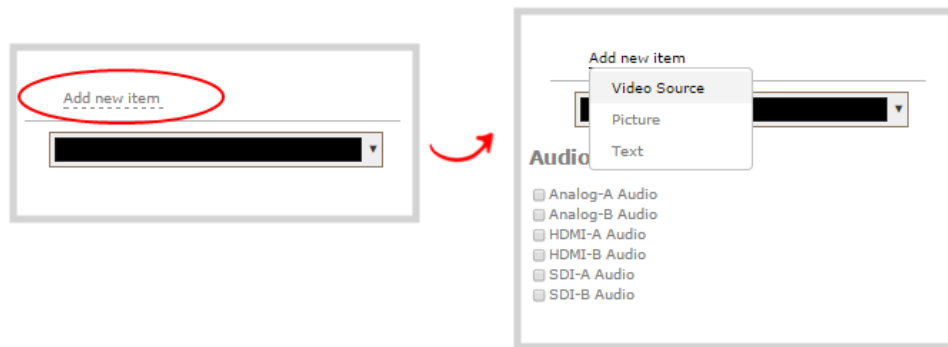 Add new item
Add new item
Video Source
Picture
Text
Audio
Analog-A Audio
Analog-B Audio
HDMI-A Audio
HDMI-B Audio
SDI-A Audio
SDI-B Audio